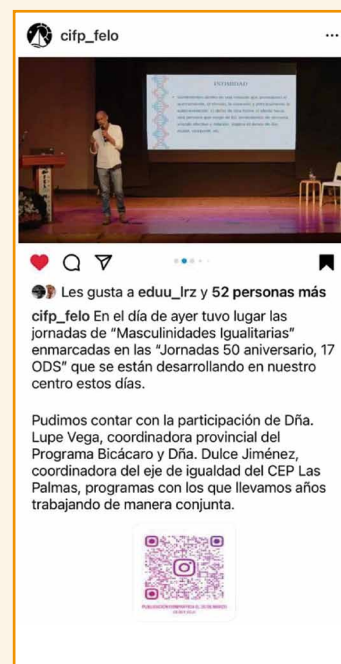 cifp_felo
INTIMIDAD
Les gusta a eduu_lrz y 52 personas más
cifp_felo En el día de ayer tuvo lugar las
jornadas de “Masculinidades Igualitarias”
enmarcadas en las “Jornadas 50 aniversario, 17
ODS” que se están desarrollando en nuestro
centro estos días.
Pudimos contar con la participación de Dña.
Lupe Vega, coordinadora provincial del
Programa Bicácaro y Dña. Dulce Jiménez,
coordinadora del eje de igualdad del CEP Las
Palmas, programas con los que llevamos años
trabajando de manera conjunta.